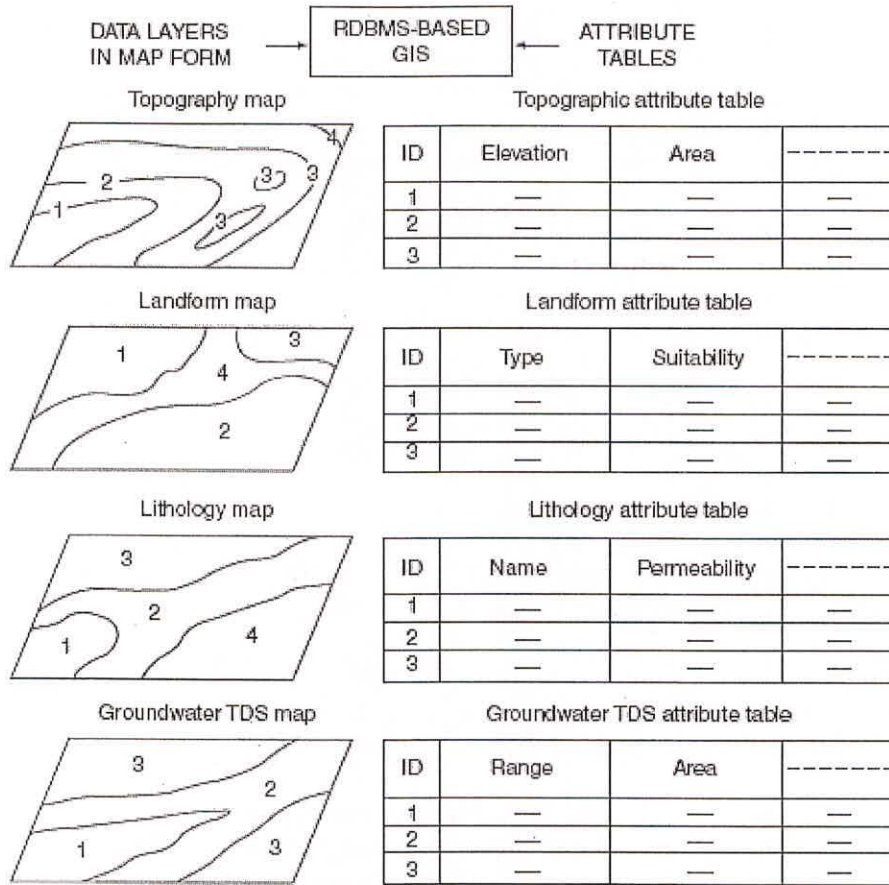 DATA LAYERS
IN MAP FORM
RDBMS-BASED
GIS
ATTRIBUTE
TABLES
Topography map
4
2
3
3
1
3
Topographic attribute table
ID Elevation Area --------
1 — — —
2 — — —
3 — — —
Landform map
3
1
4
2
Landform attribute table
ID Type Suitability --------
1 — — —
2 — — —
3 — — —
Lithology map
3
2
4
1
Lithology attribute table
ID Name Permeability --------
1 — — —
2 — — —
3 — — —
Groundwater TDS map
3
2
1
3
Groundwater TDS attribute table
ID Range Area --------
1 — — —
2 — — —
3 — — —